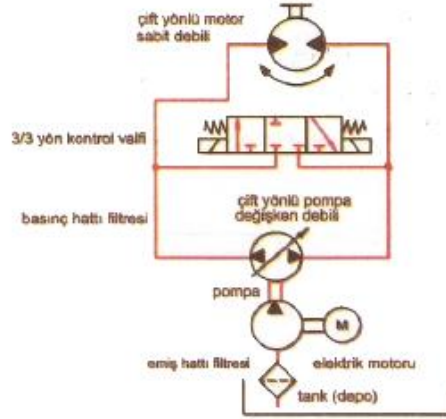 çift yönlü motor
sabit debili
3/3 yön kontrol valfi
basınç hattı filtresi
çift yönlü pompa
değişken debili
pompa
M
emiş hattı filtresi
elektrik motoru
tank (depo)